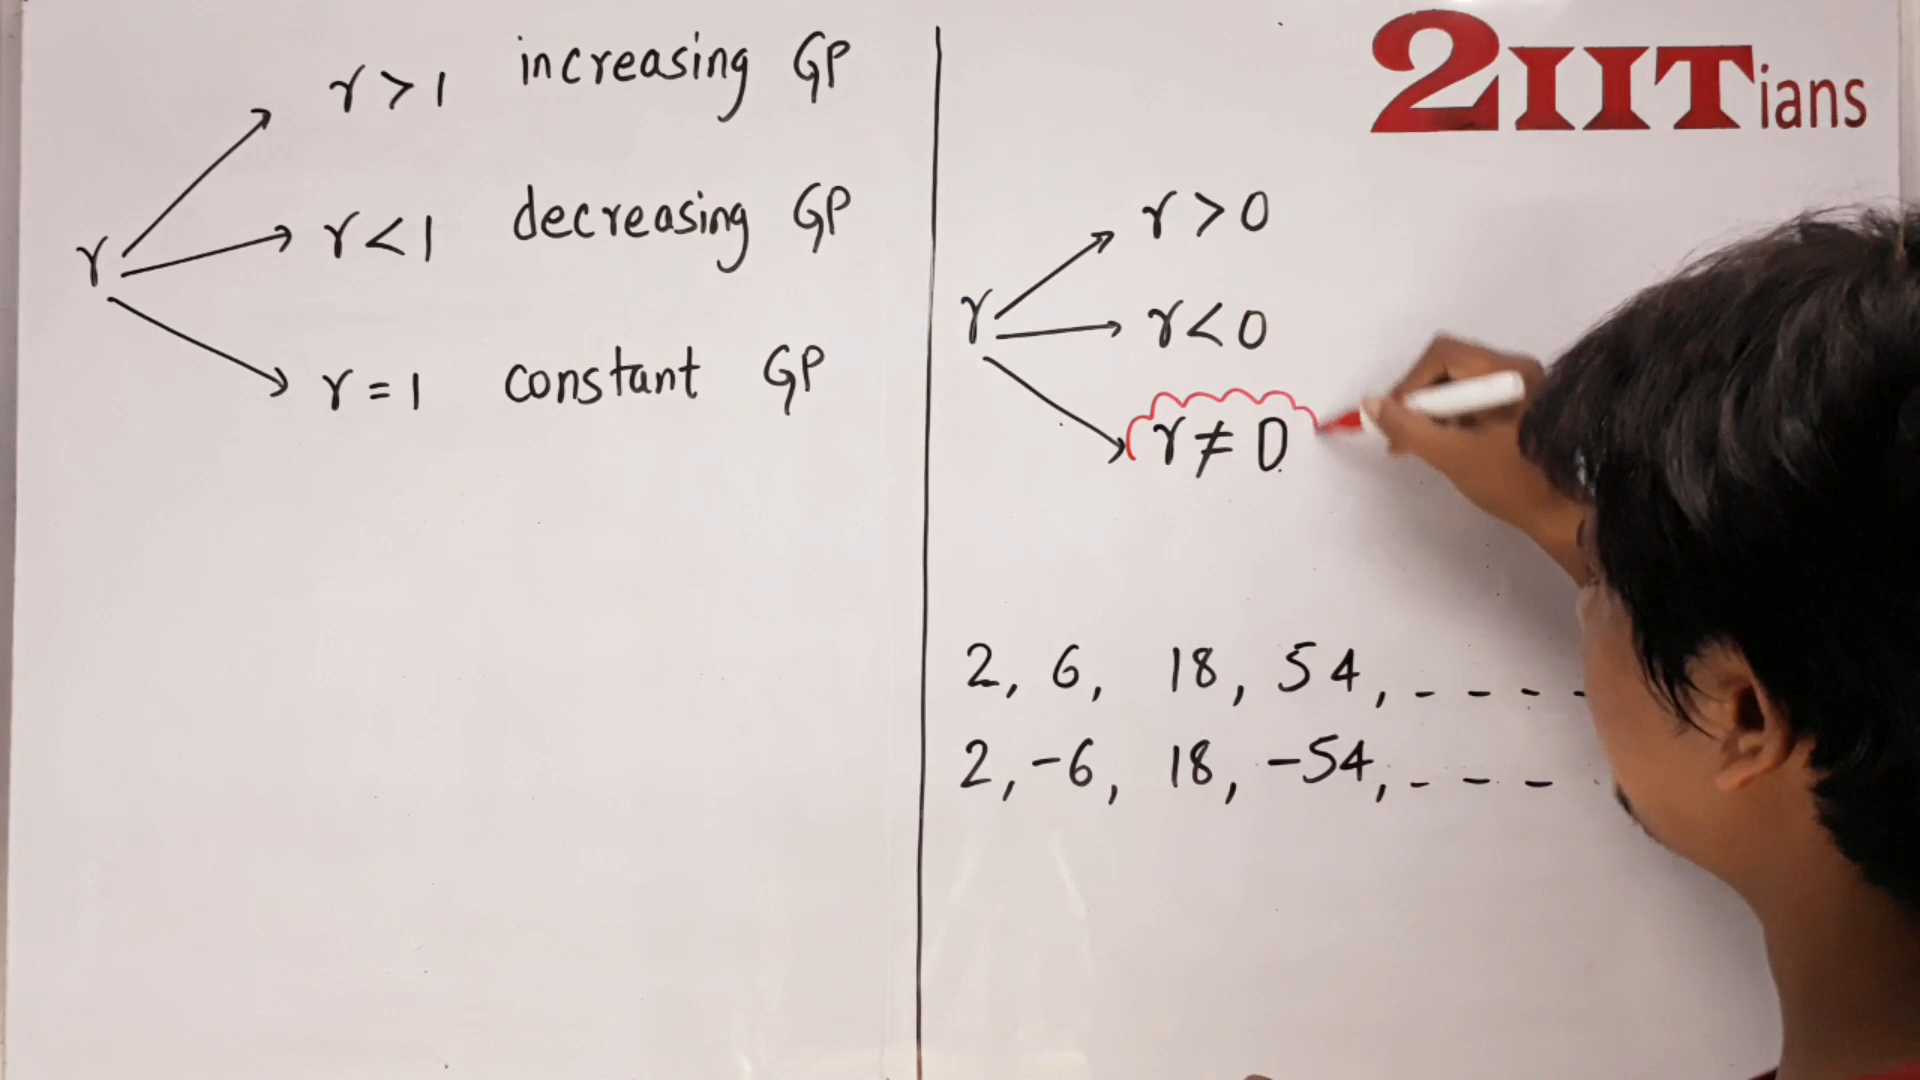 r > 1 increasing GP
r < 1 decreasing GP
r
r = 1 constant GP
2IITians
r > 0
r < 0
r
r ≠ 0
2, 6, 18, 54, - - - -
2, -6, 18, -54, - - -